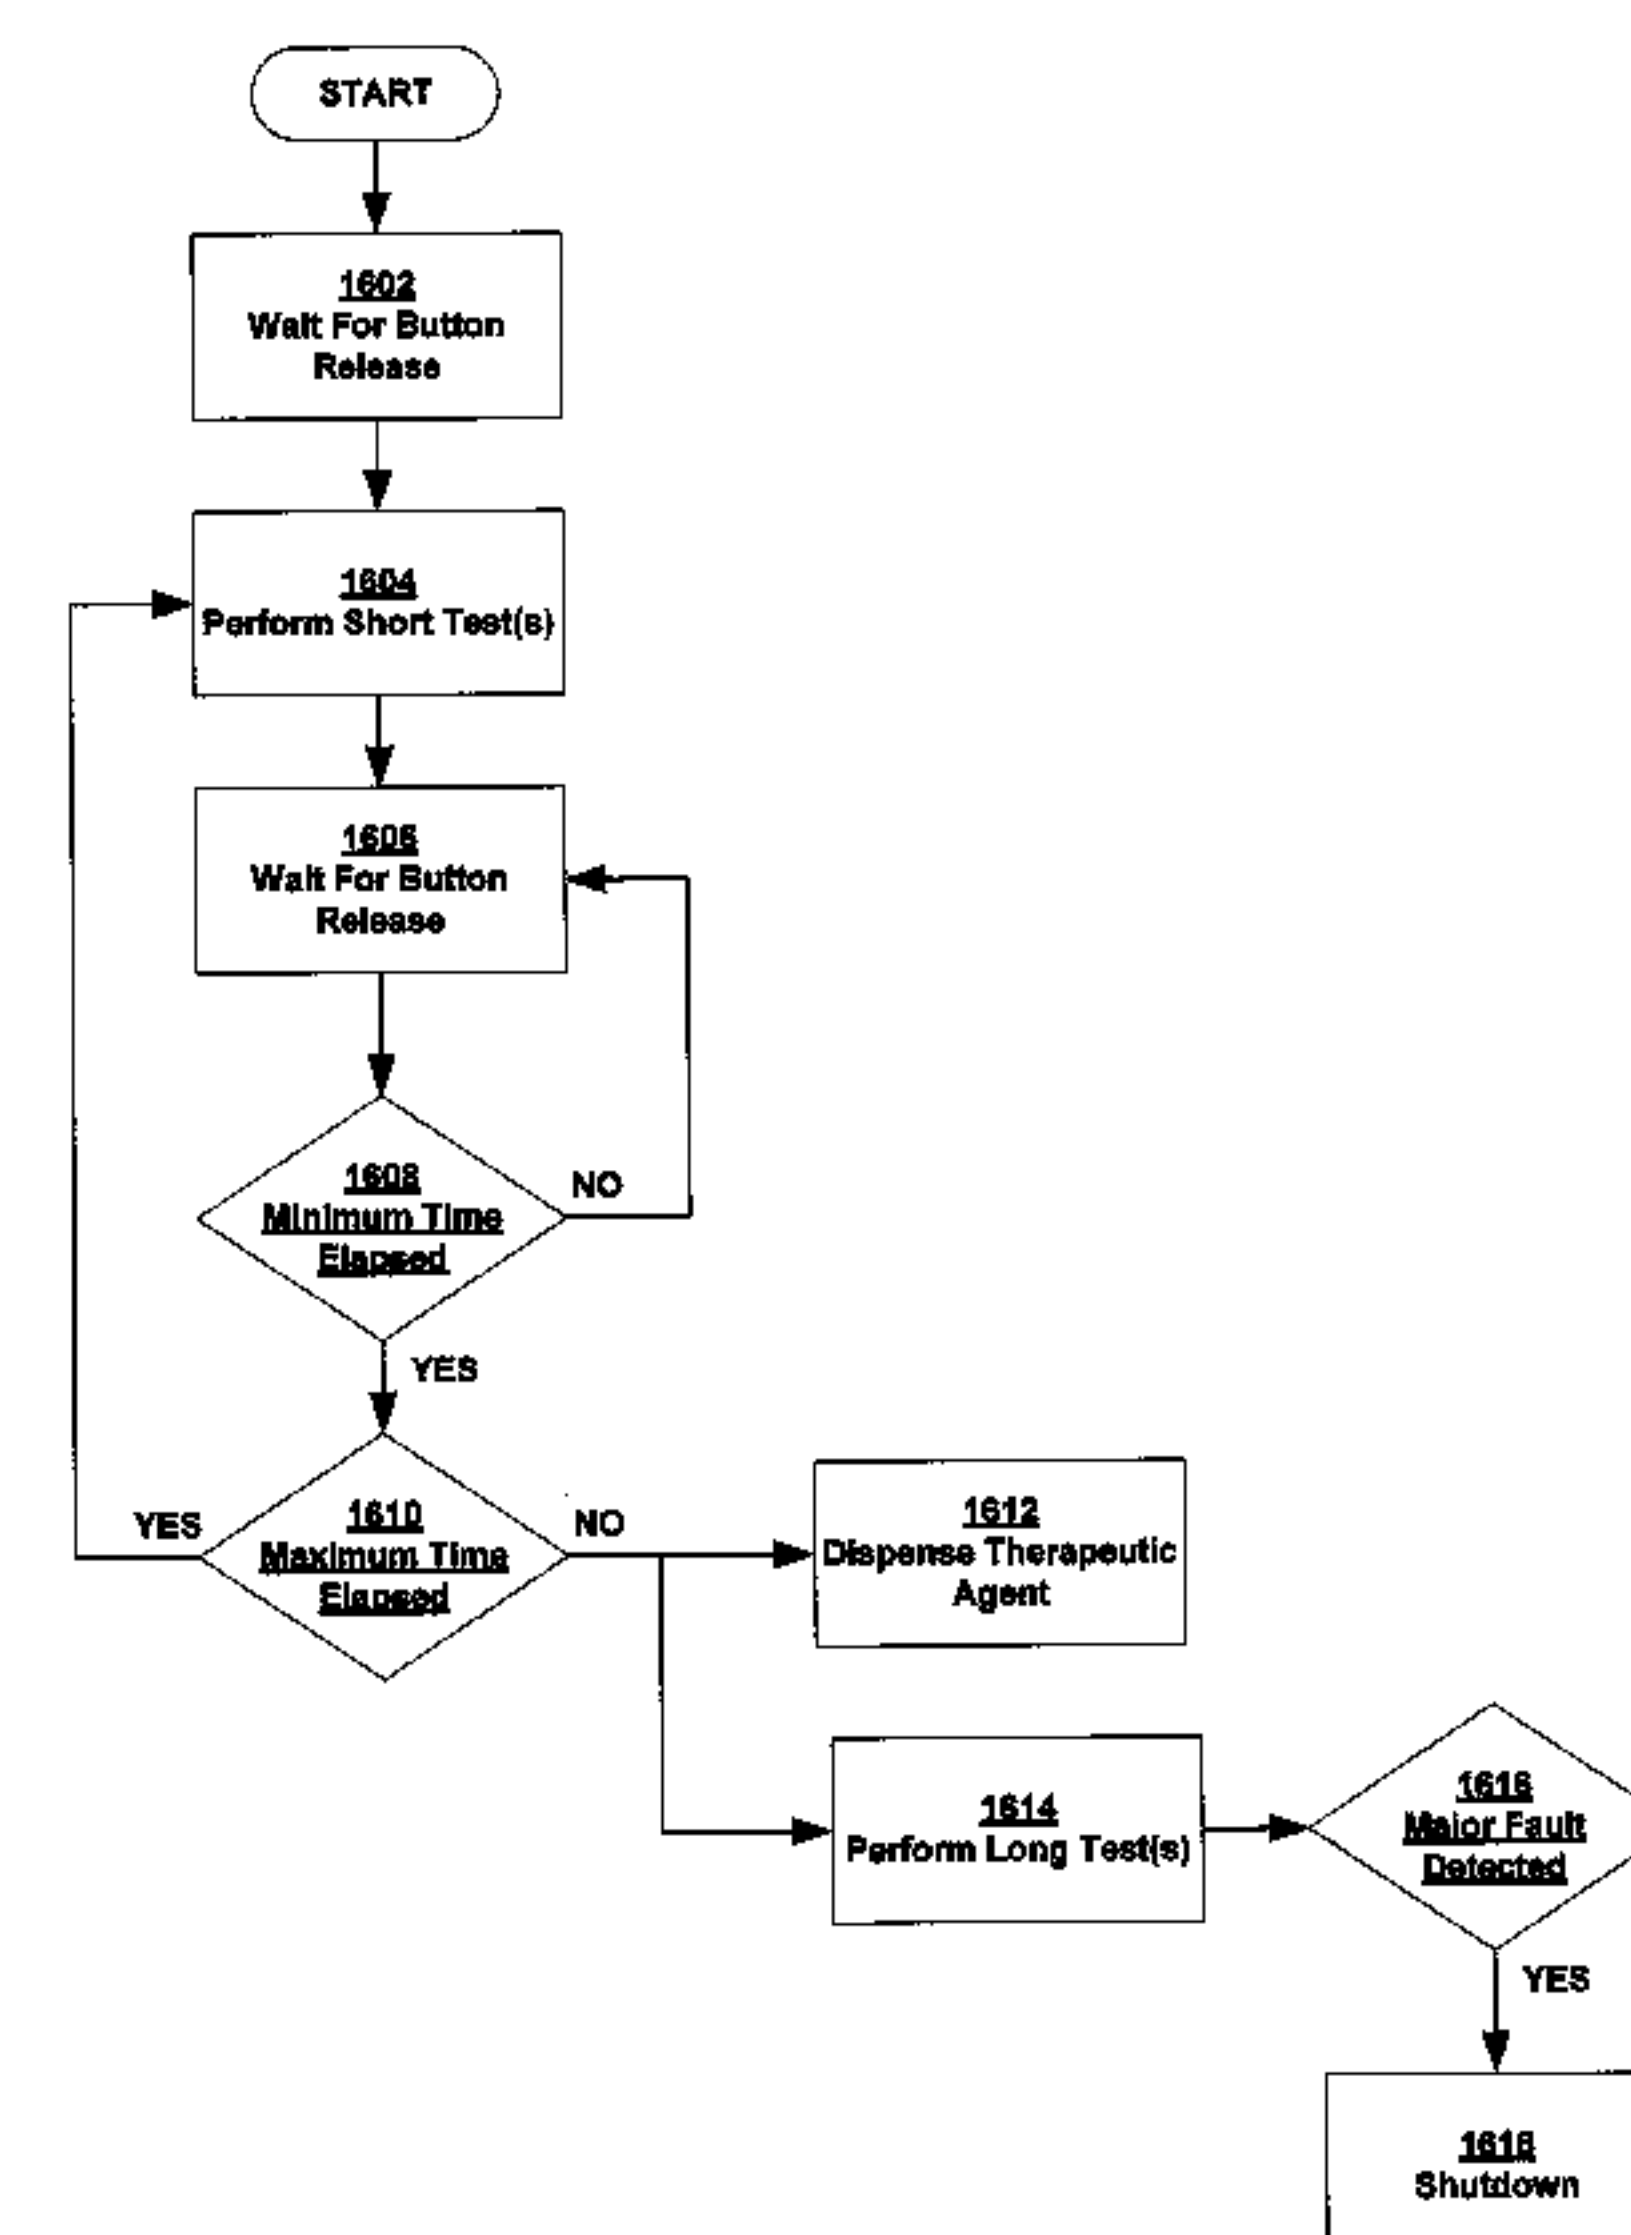 START
1602
Wait For Button
Release
1604
Perform Short Test(s)
1606
Wait For Button
Release
1608
Minimum Time
Elapsed
NO
YES
1610
Maximum Time
Elapsed
YES
NO
1612
Dispense Therapeutic
Agent
1614
Perform Long Test(s)
1616
Major Fault
Detected
YES
1618
Shutdown